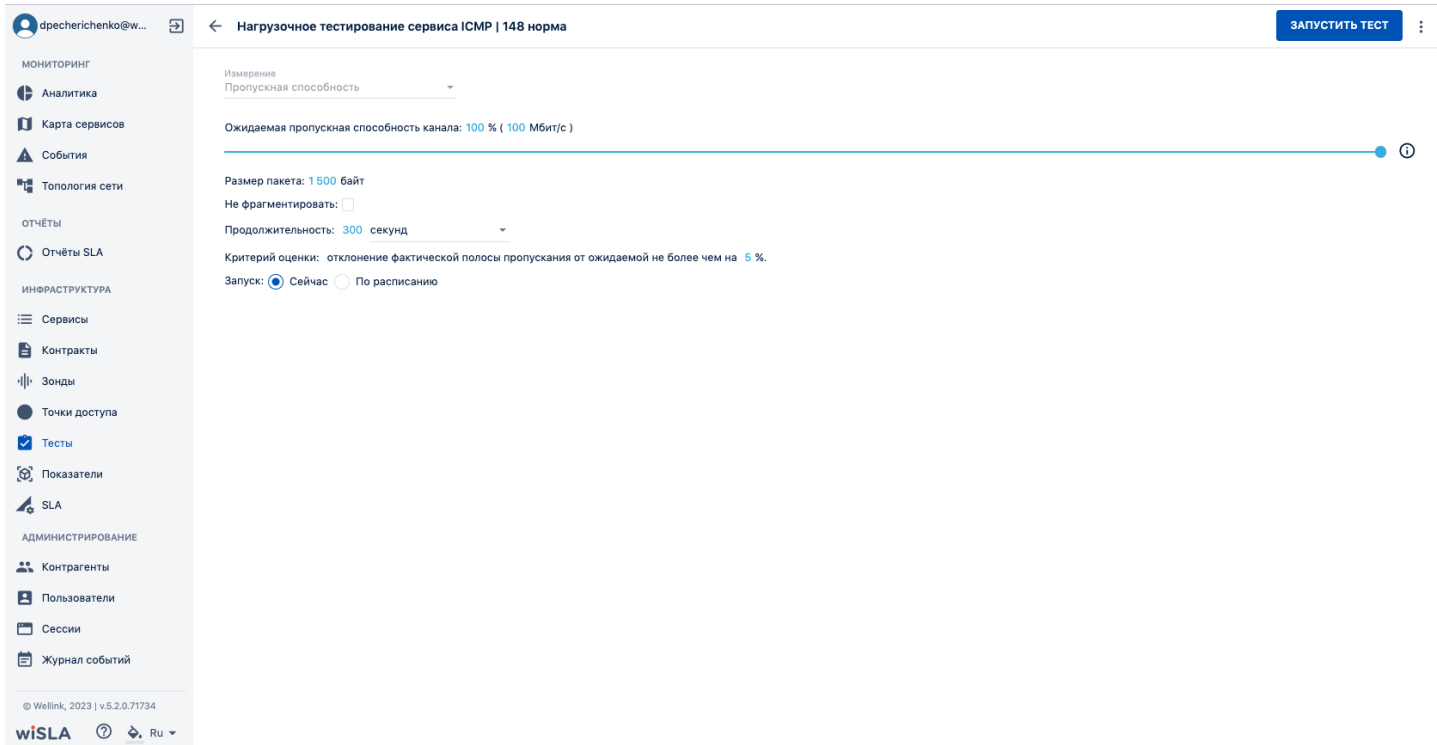 dpecherichenko@w...
Нагрузочное тестирование сервиса ICMP | 148 норма
ЗАПУСТИТЬ ТЕСТ
МОНИТОРИНГ
Аналитика
Карта сервисов
События
Топология сети
ОТЧЁТЫ
Отчёты SLA
ИНФРАСТРУКТУРА
Сервисы
Контракты
Зонды
Точки доступа
Тесты
Показатели
SLA
АДМИНИСТРИРОВАНИЕ
Контрагенты
Пользователи
Сессии
Журнал событий
© Wellink, 2023 | v.5.2.0.71734
wiSLA
Ru
Измерение
Пропускная способность
Ожидаемая пропускная способность канала: 100 % ( 100 Мбит/с )
Размер пакета: 1 500 байт
Не фрагментировать:
Продолжительность: 300 секунд
Критерий оценки: отклонение фактической полосы пропускания от ожидаемой не более чем на 5 %.
Запуск: Сейчас По расписанию